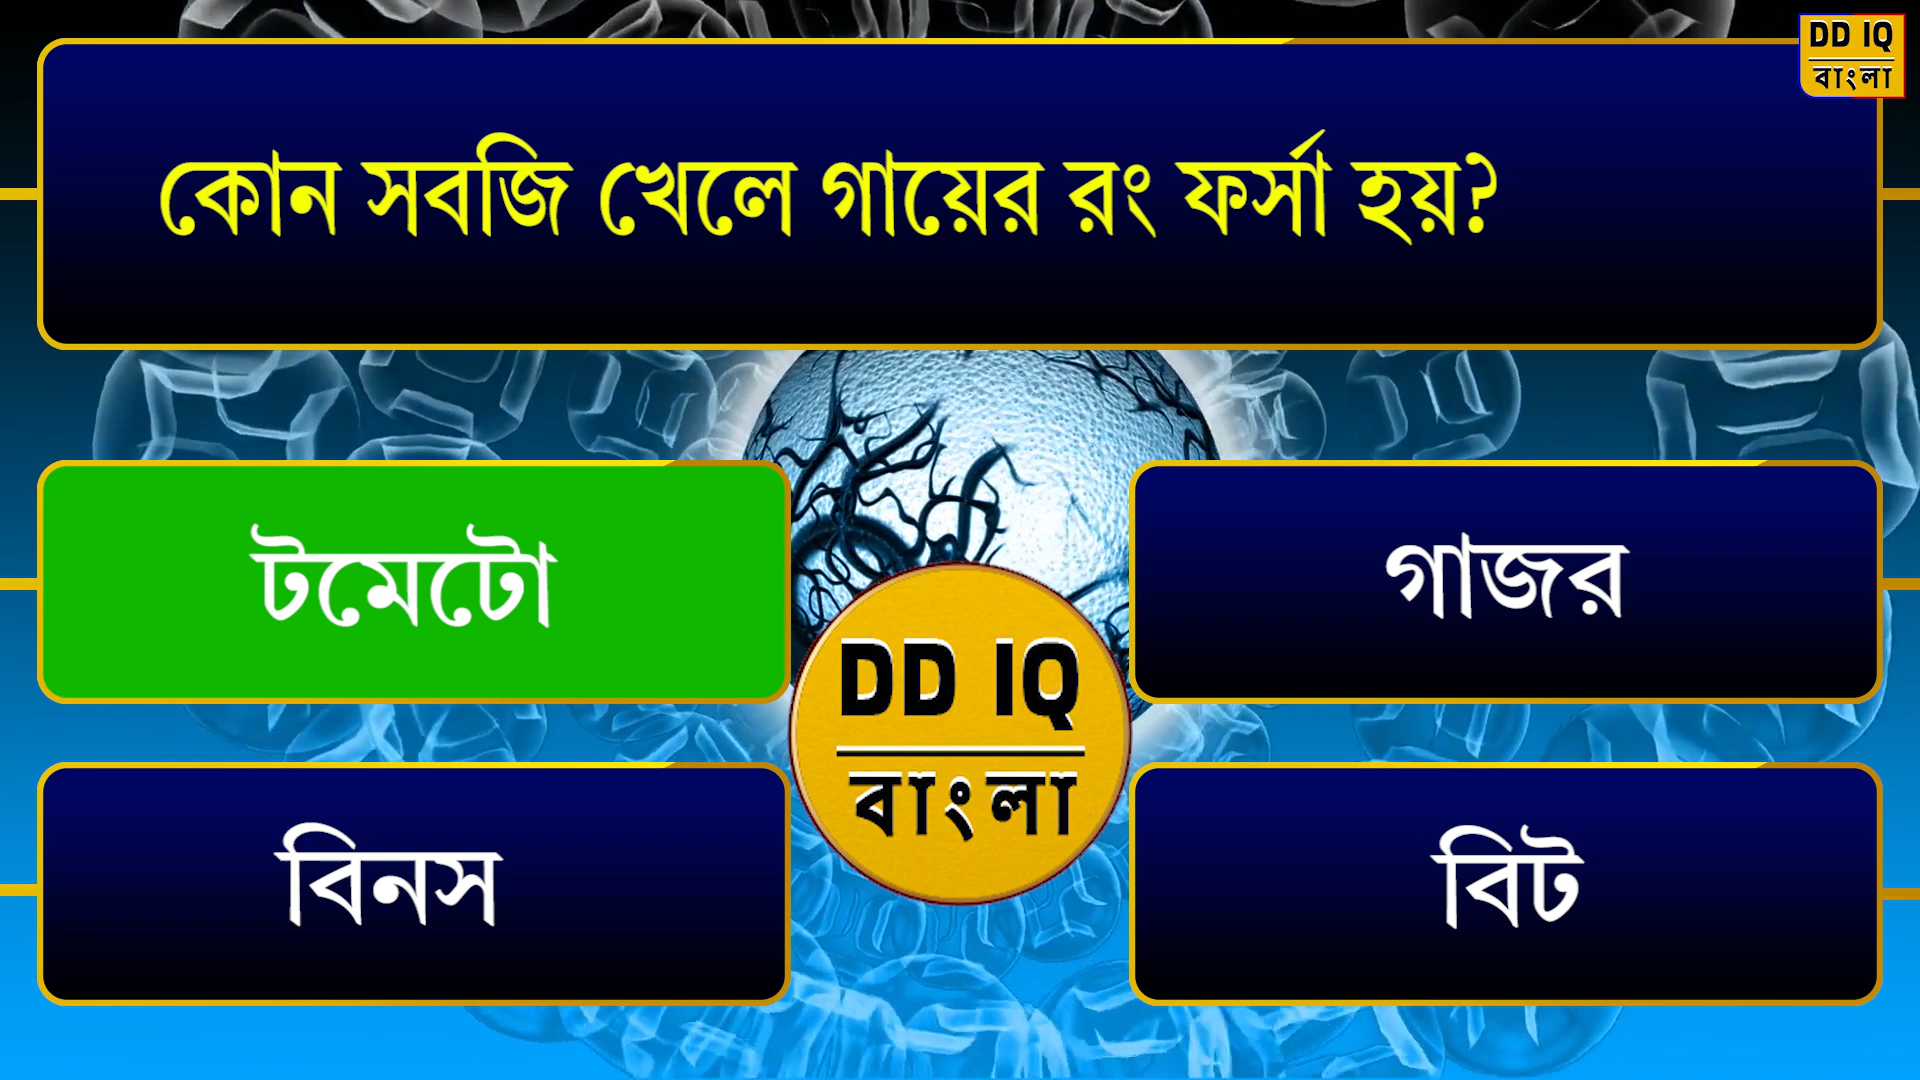 DD IQ
বাংলা
কোন সবজি খেলে গায়ের রং ফর্সা হয়?
টমেটো
গাজর
DD IQ
বাংলা
বিনস
বিট